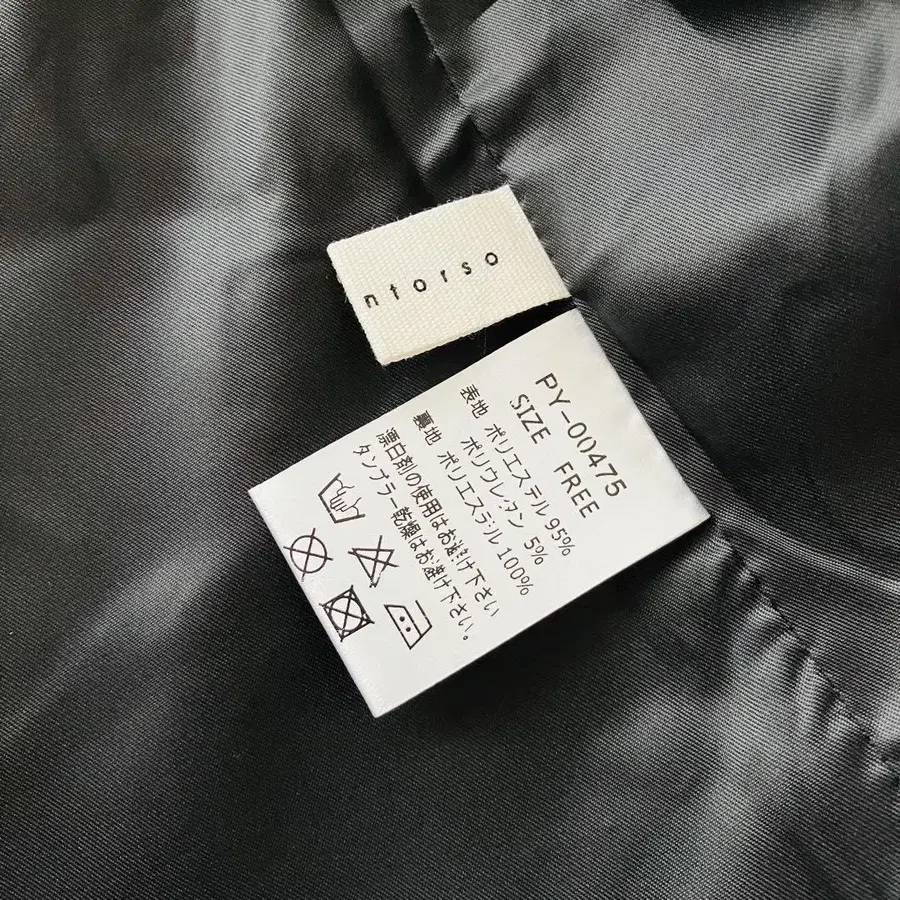 ntorso
PY-00475
SIZE FREE
表地 ポリエステル 95%
ポリウレタン 5%
裏地 ポリエステル 100%
漂白剤の使用はお避け下さい
タンブラー乾燥はお避け下さい。